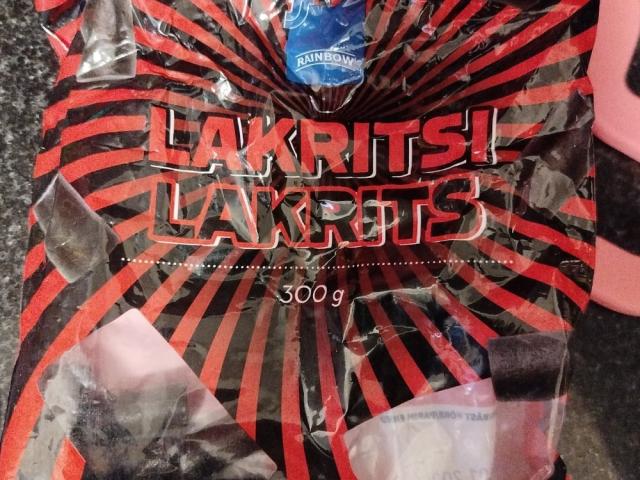 RAINBOW
LAKRITSI
LAKRITS
300 g